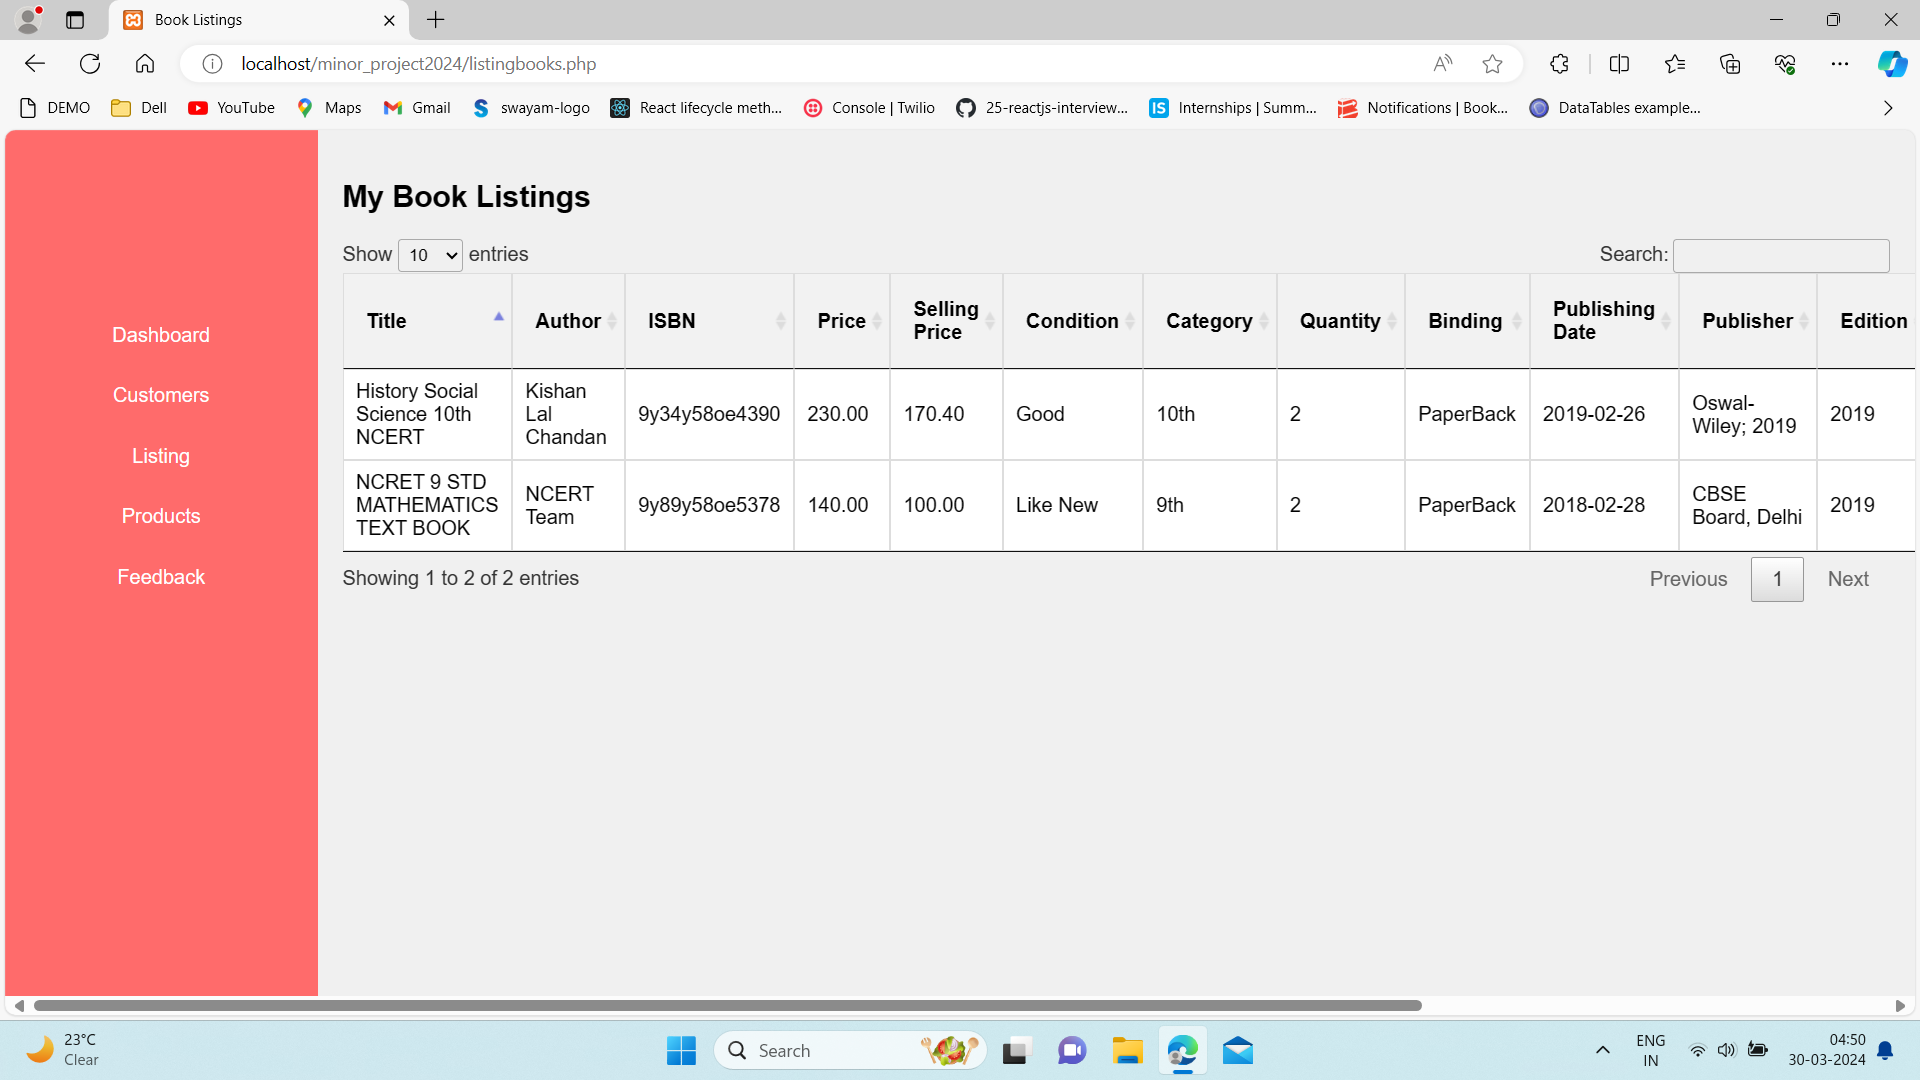 Book Listings
localhost/minor_project2024/listingbooks.php
DEMO Dell YouTube Maps Gmail swayam-logo React lifecycle meth... Console | Twilio 25-reactjs-interview... Internships | Summ... Notifications | Book... DataTables example...
My Book Listings
Show 10 entries Search:
Title Author ISBN Price Selling Price Condition Category Quantity Binding Publishing Date Publisher Edition
History Social Science 10th NCERT Kishan Lal Chandan 9y34y58oe4390 230.00 170.40 Good 10th 2 PaperBack 2019-02-26 Oswal-Wiley; 2019 2019
NCRET 9 STD MATHEMATICS TEXT BOOK NCERT Team 9y89y58oe5378 140.00 100.00 Like New 9th 2 PaperBack 2018-02-28 CBSE Board, Delhi 2019
Showing 1 to 2 of 2 entries Previous 1 Next
Dashboard
Customers
Listing
Products
Feedback
23°C
Clear
Search
ENG
IN
04:50
30-03-2024